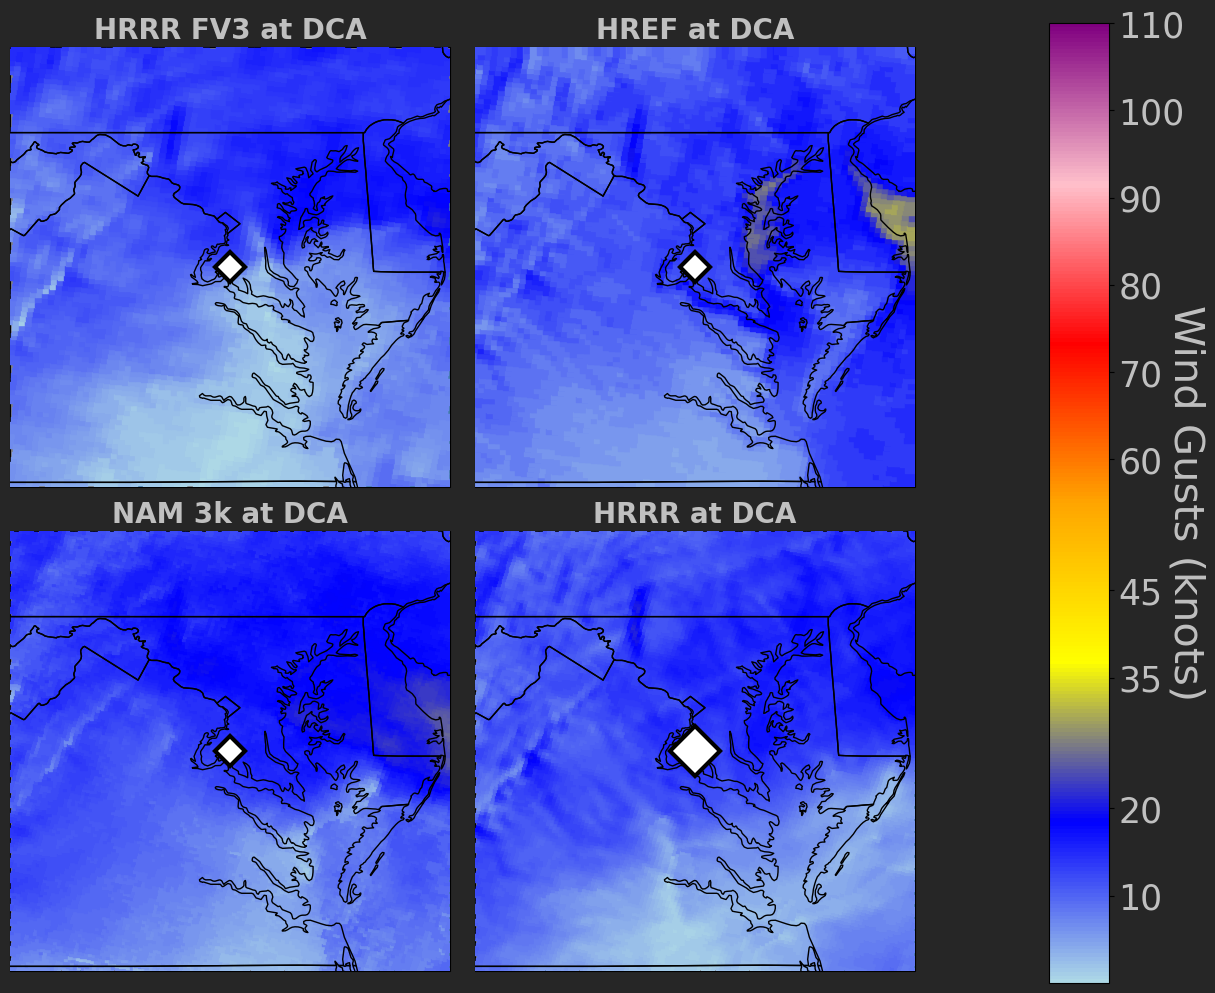 HRRR FV3 at DCA
HREF at DCA
NAM 3k at DCA
HRRR at DCA
110
100
90
80
70
60
45
35
20
10
Wind Gusts (knots)